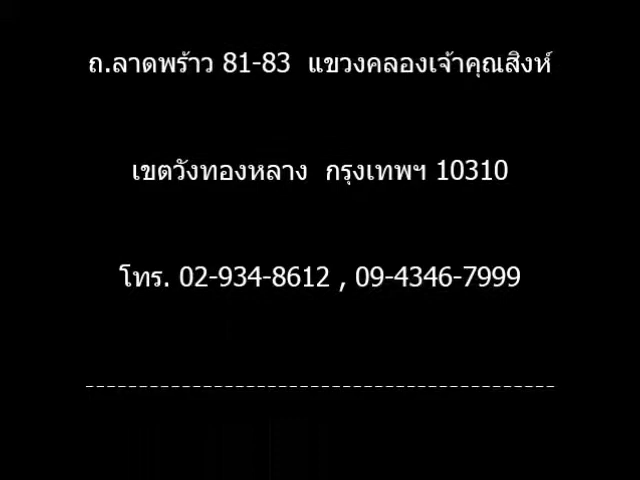 ถ.ลาดพร้าว 81-83 แขวงคลองเจ้าคุณสิงห์
เขตวังทองหลาง กรุงเทพฯ 10310
โทร. 02-934-8612 , 09-4346-7999
--------------------------------------------